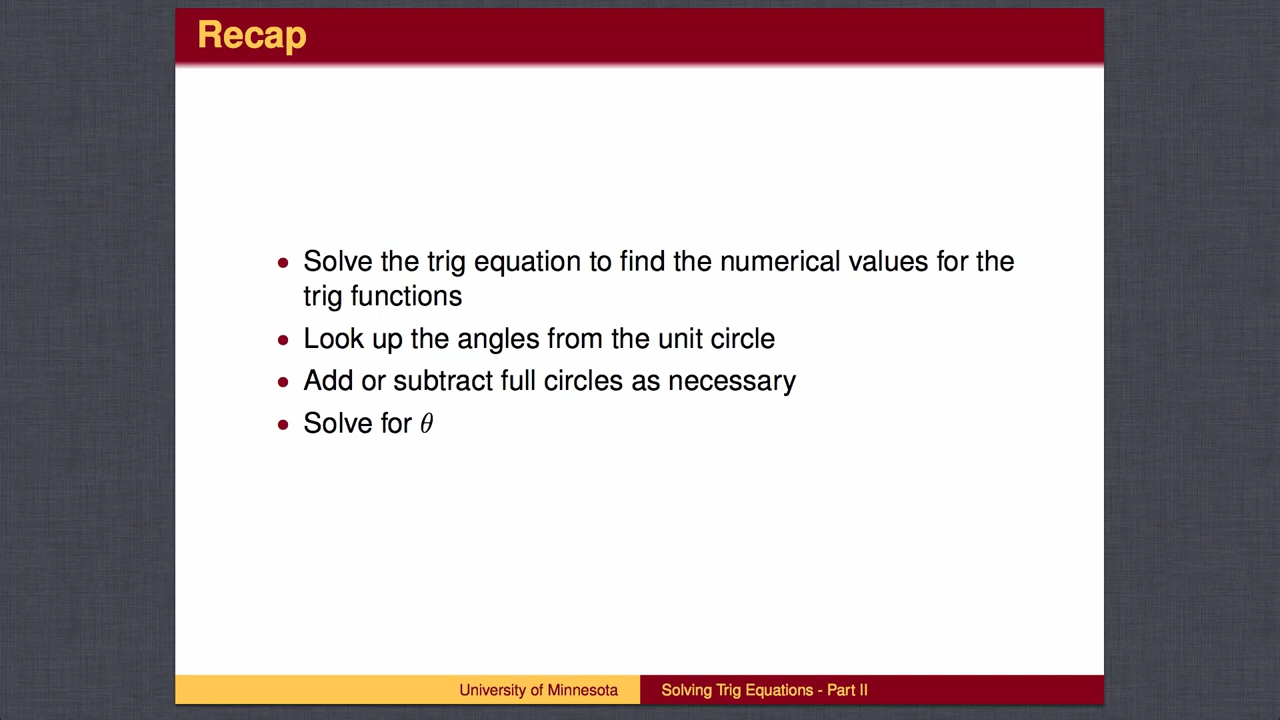 Recap
• Solve the trig equation to find the numerical values for the
trig functions
• Look up the angles from the unit circle
• Add or subtract full circles as necessary
• Solve for θ
University of Minnesota
Solving Trig Equations - Part II